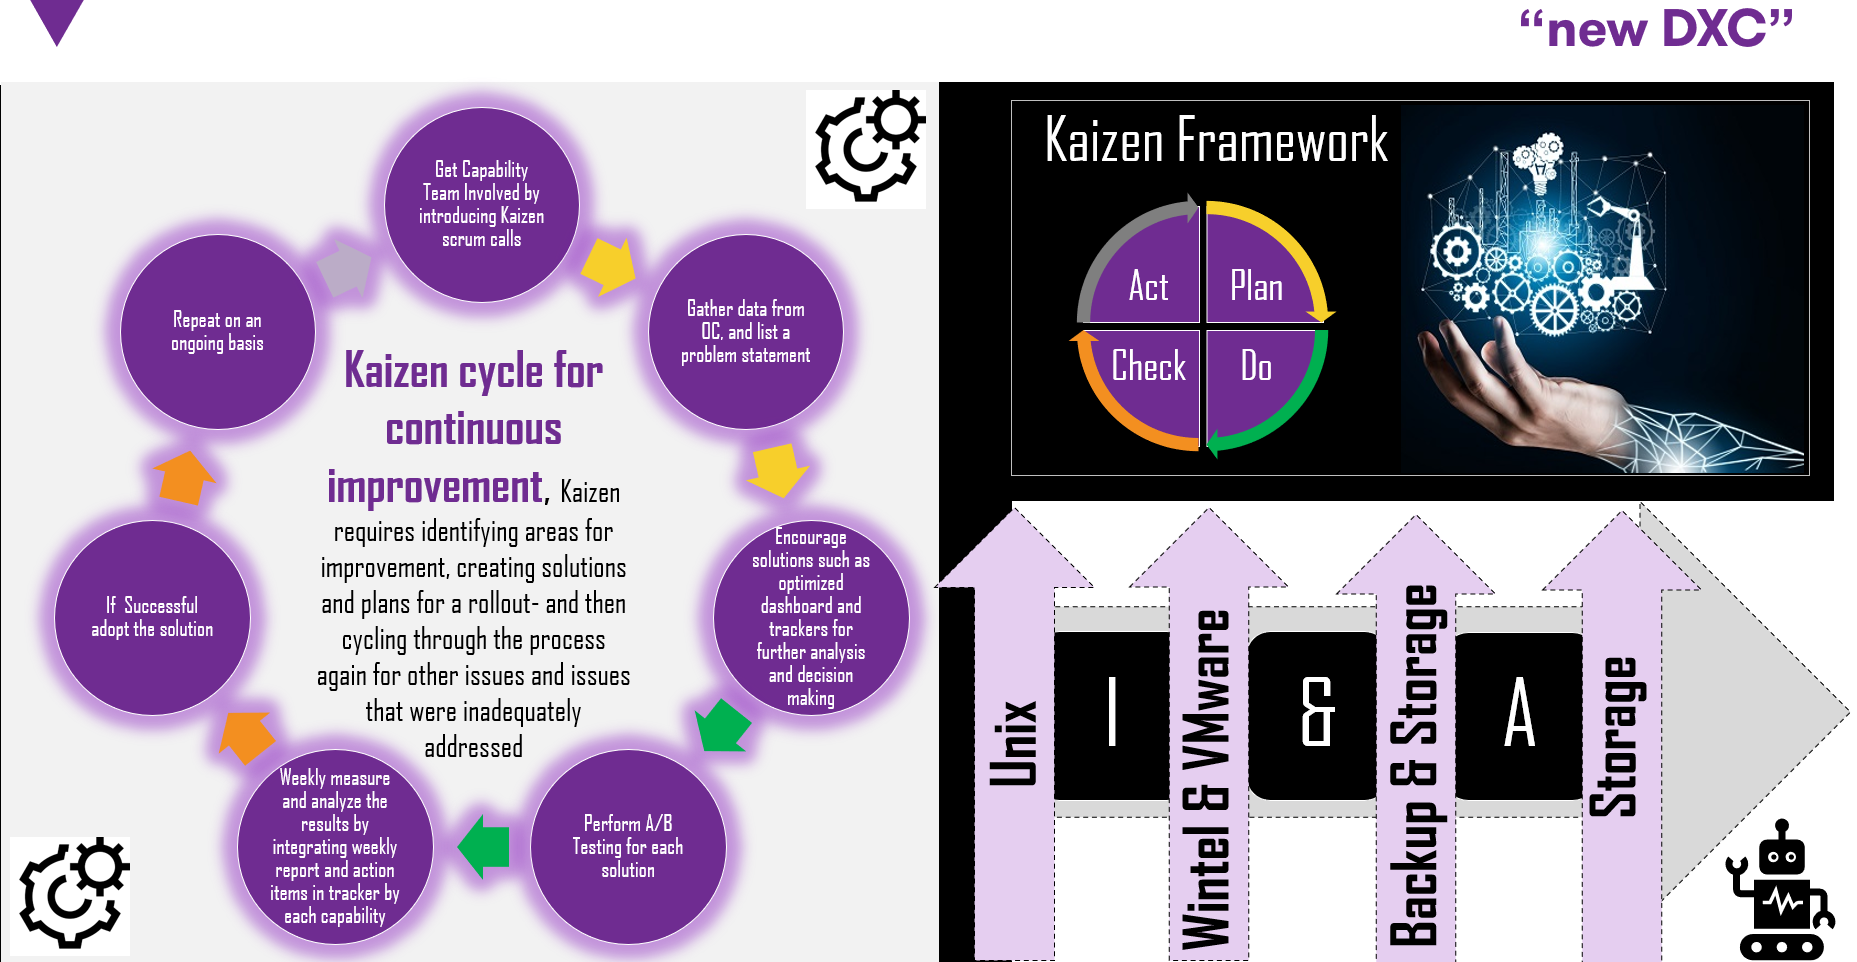 “new DXC”
Get Capability
Team Involved by
introducing Kaizen
scrum calls
Gather data from
OC, and list a
problem statement
Encourage
solutions such as
optimized
dashboard and
trackers for
further analysis
and decision
making
Perform A/B
Testing for each
solution
Weekly measure
and analyze the
results by
integrating weekly
report and action
items in tracker by
each capability
If Successful
adopt the solution
Repeat on an
ongoing basis
Kaizen cycle for
continuous
improvement, Kaizen
requires identifying areas for
improvement, creating solutions
and plans for a rollout- and then
cycling through the process
again for other issues and issues
that were inadequately
addressed
Kaizen Framework
Act
Plan
Check
Do
Unix
I
Wintel & VMware
&
Backup & Storage
A
Storage